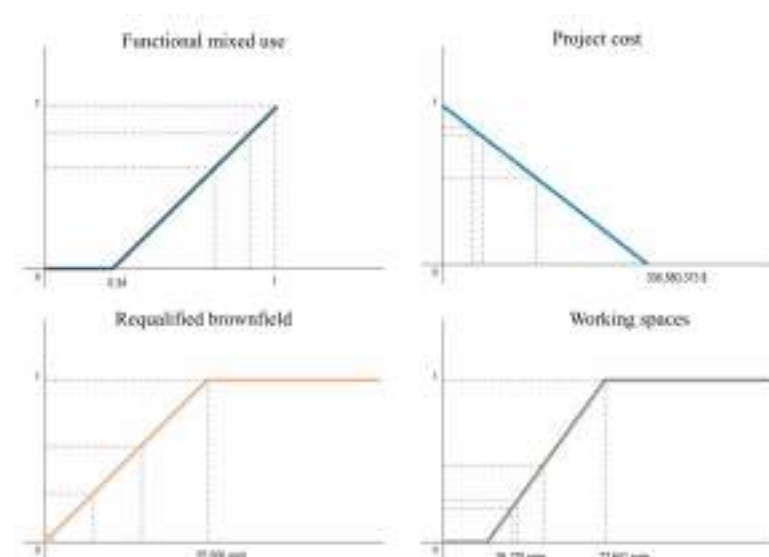 Functional mixed use
Project cost
1
1
0
0.34
1
0
Requalified brownfield
Working spaces
1
1
0
0